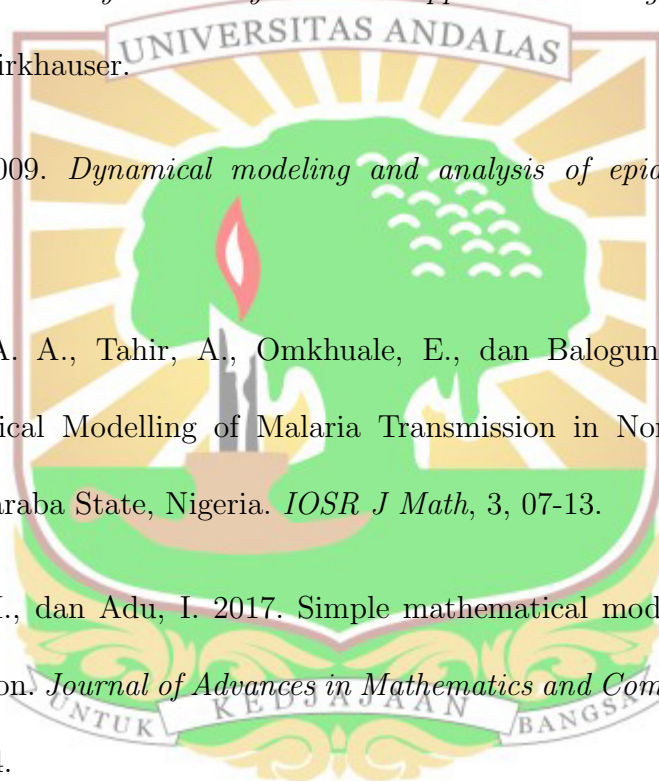 UNIVERSITAS ANDALAS
irkhauser.
009. Dynamical modeling and analysis of epid
A. A., Tahir, A., Omkhuale, E., dan Balogun
ical Modelling of Malaria Transmission in Nor
araba State, Nigeria. IOSR J Math, 3, 07-13.
I., dan Adu, I. 2017. Simple mathematical mod
on. Journal of Advances in Mathematics and Com
UNTUK KEDJAJAAN BANGSA
4.